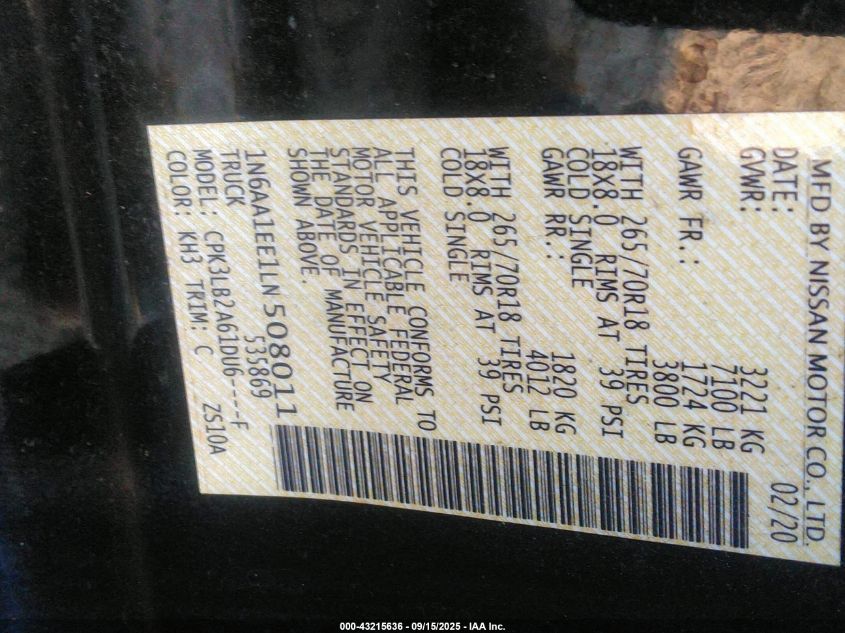 MFD BY NISSAN MOTOR CO., LTD.
DATE: 02/20
GVWR: 3221 KG
7100 LB
GAWR FR.: 1724 KG
3800 LB
WITH 265/70R18 TIRES
18X8.0 RIMS AT 39 PSI
COLD SINGLE
GAWR RR.: 1820 KG
4012 LB
WITH 265/70R18 TIRES
18X8.0 RIMS AT 39 PSI
COLD SINGLE
THIS VEHICLE CONFORMS TO
ALL APPLICABLE FEDERAL
MOTOR VEHICLE SAFETY
STANDARDS IN EFFECT ON
THE DATE OF MANUFACTURE
SHOWN ABOVE.
1N6AA1EE1LN508011
TRUCK 535869
MODEL: CPK3LB2A61DU6----F
COLOR: KH3 TRIM: C ZS10A
000-43215636 - 09/15/2025 - IAA Inc.